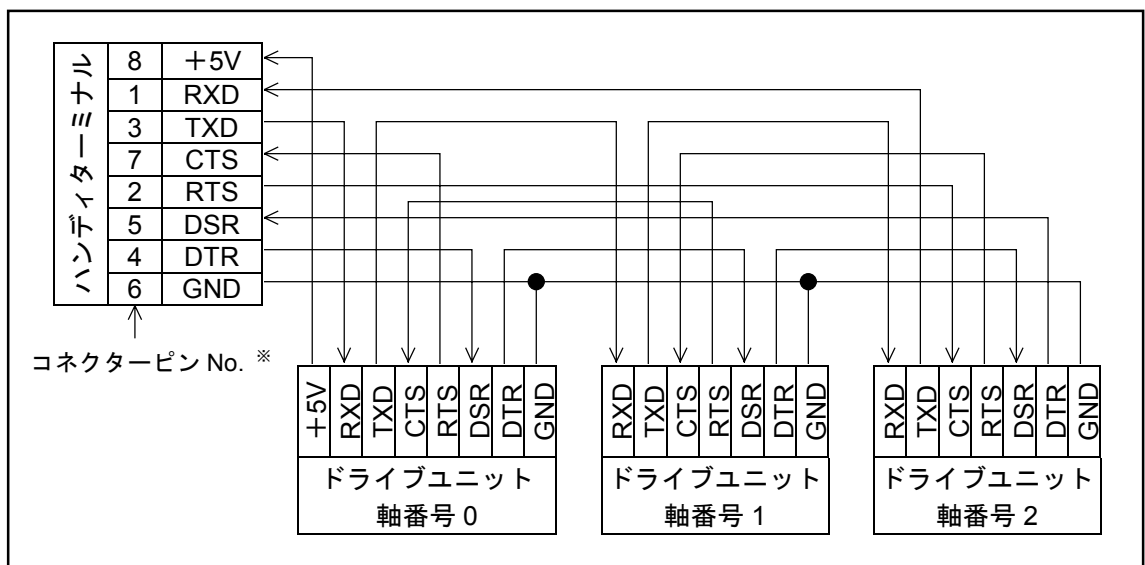 ハンディターミナル
8 +5V
1 RXD
3 TXD
7 CTS
2 RTS
5 DSR
4 DTR
6 GND
コネクターピン No. ※
+5V RXD TXD CTS RTS DSR DTR GND
ドライブユニット
軸番号 0
RXD TXD CTS RTS DSR DTR GND
ドライブユニット
軸番号 1
RXD TXD CTS RTS DSR DTR GND
ドライブユニット
軸番号 2